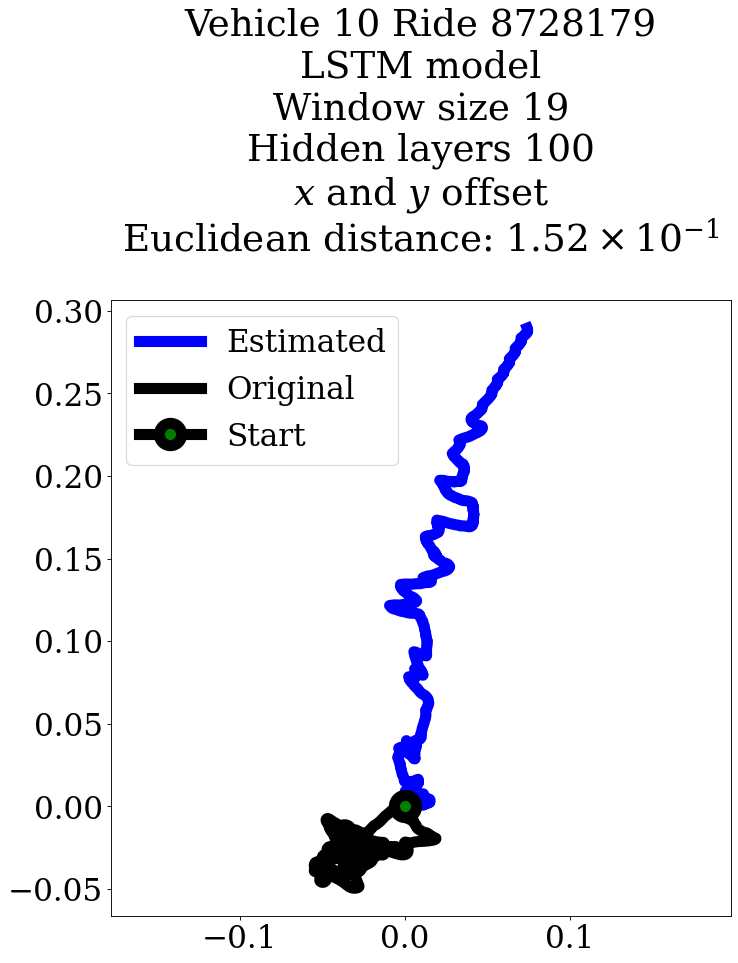 Vehicle 10 Ride 8728179
LSTM model
Window size 19
Hidden layers 100
x and y offset
Euclidean distance: 1.52 × 10⁻¹
0.30
0.25
0.20
0.15
0.10
0.05
0.00
−0.05
Estimated
Original
Start
−0.1
0.0
0.1